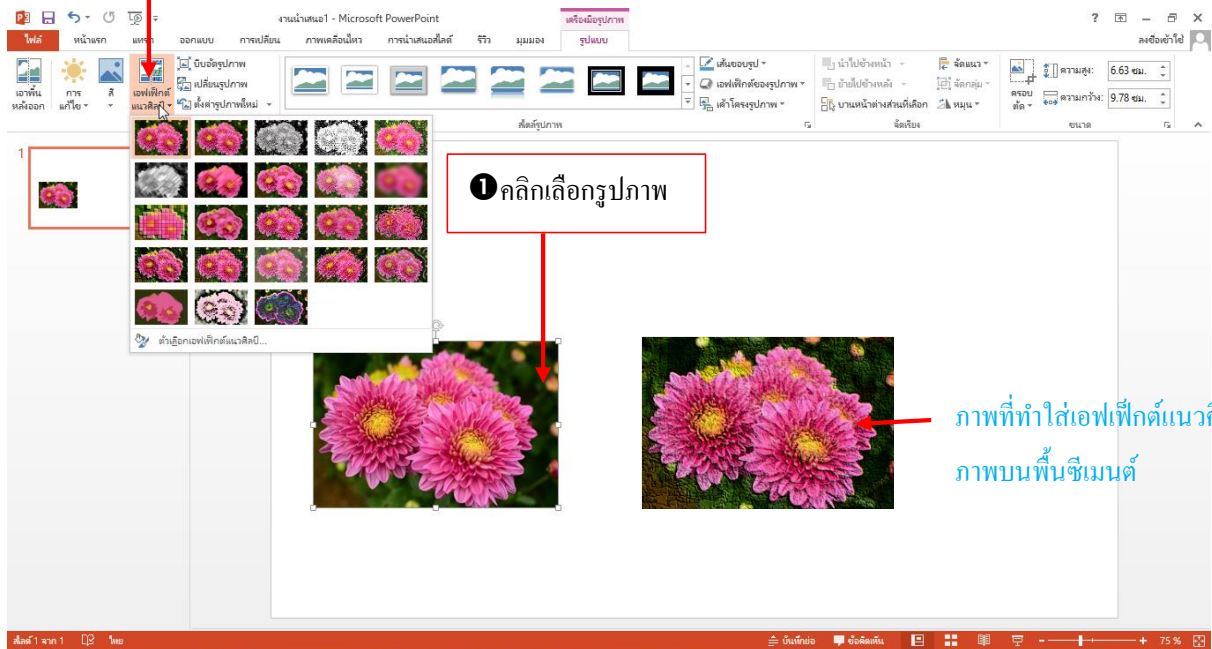 งานนำเสนอ1 - Microsoft PowerPoint
เครื่องมือรูปภาพ
ไฟล์ หน้าแรก แทรก ออกแบบ การเปลี่ยน ภาพเคลื่อนไหว การนำเสนอสไลด์ รีวิว มุมมอง รูปแบบ ลงชื่อเข้าใช้
เอาพื้นหลังออก
การแก้ไข
สี
เอฟเฟ็กต์แนวศิลป์
บีบอัดรูปภาพ
เปลี่ยนรูปภาพ
ตั้งค่ารูปภาพใหม่
เส้นขอบรูป
เอฟเฟ็กต์ของรูปภาพ
เค้าโครงรูปภาพ
นำไปข้างหน้า
ย้ายไปข้างหลัง
บานหน้าต่างส่วนที่เลือก
จัดแนว
จัดกลุ่ม
หมุน
ครอบตัด
ความสูง: 6.63 ซม.
ความกว้าง: 9.78 ซม.
สไตล์รูปภาพ จัดเรียง ขนาด
1
❶คลิกเลือกรูปภาพ
ตัวเลือกเอฟเฟ็กต์แนวศิลป์...
ภาพที่ทำใส่เอฟเฟ็กต์แนวศิ
ภาพบนพื้นซีเมนต์
สไลด์ 1 จาก 1 ไทย บันทึกย่อ ข้อคิดเห็น 75 %